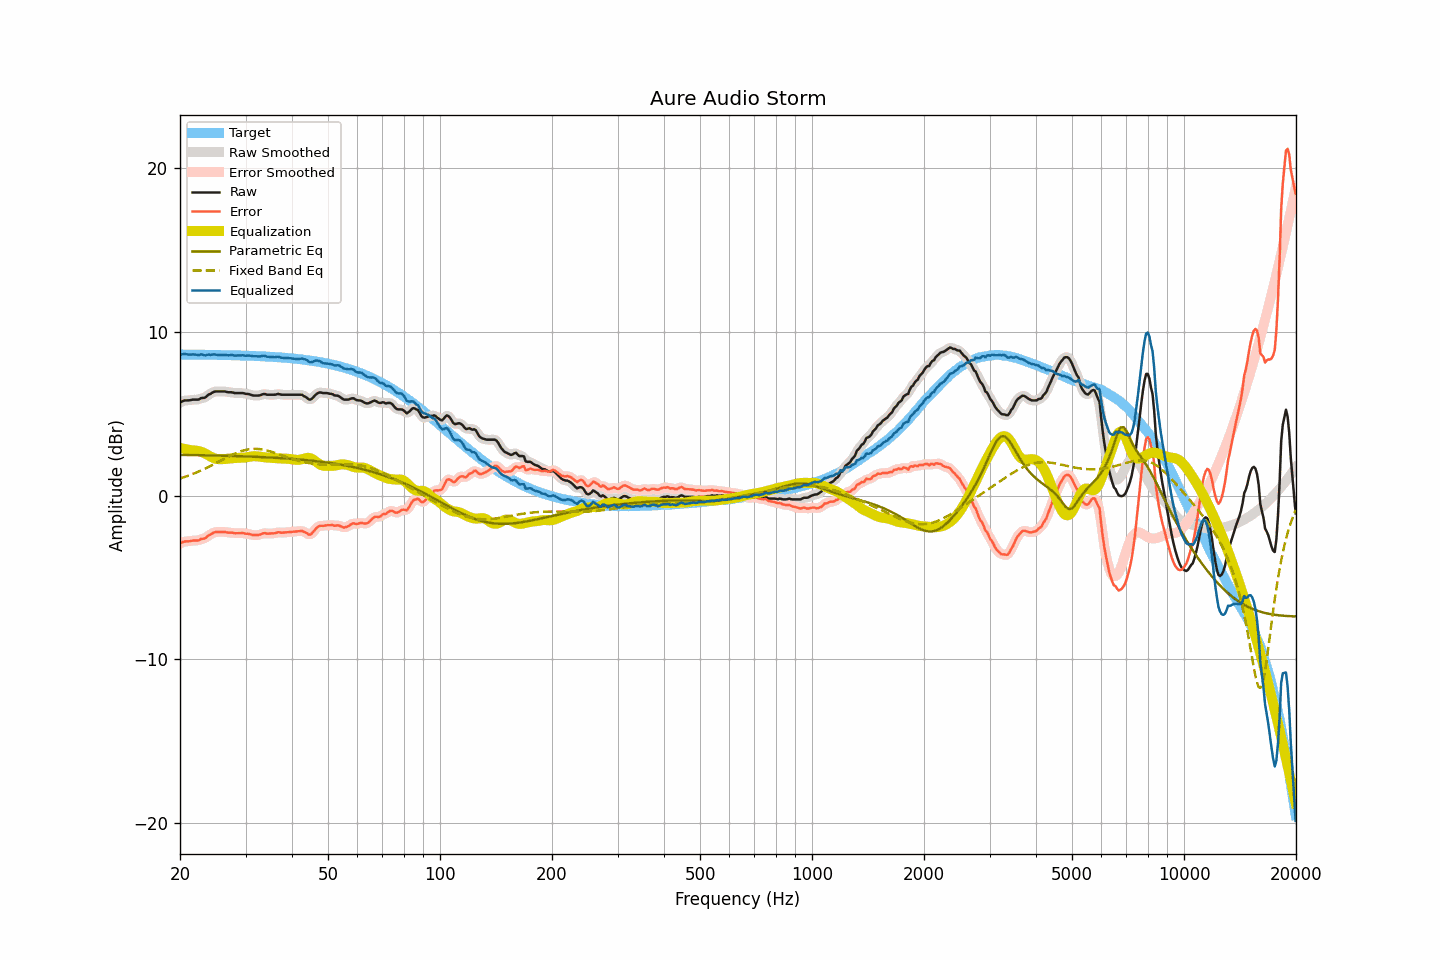 Aure Audio Storm
Target
Raw Smoothed
Error Smoothed
Raw
Error
Equalization
Parametric Eq
Fixed Band Eq
Equalized
20
10
0
−10
−20
Amplitude (dBr)
20 50 100 200 500 1000 2000 5000 10000 20000
Frequency (Hz)